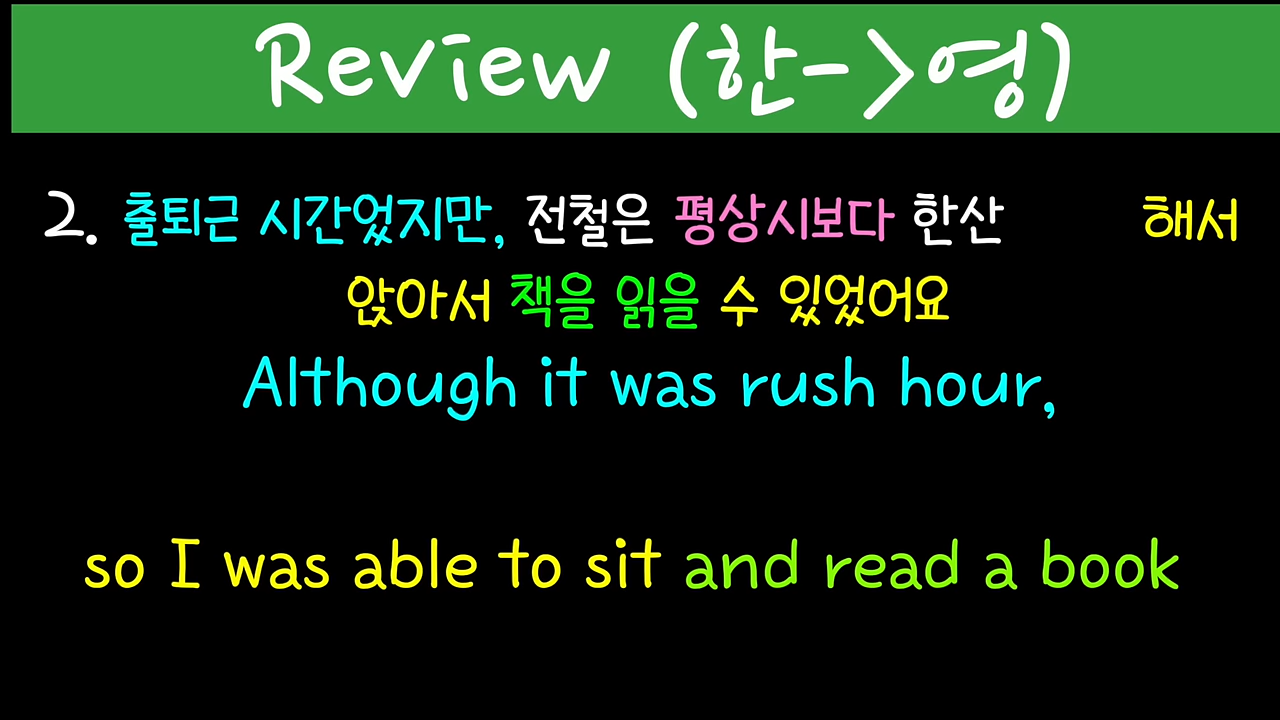 Review (한->영)
2. 출퇴근 시간었지만, 전철은 평상시보다 한산 해서
앉아서 책을 읽을 수 있었어요
Although it was rush hour,
so I was able to sit and read a book